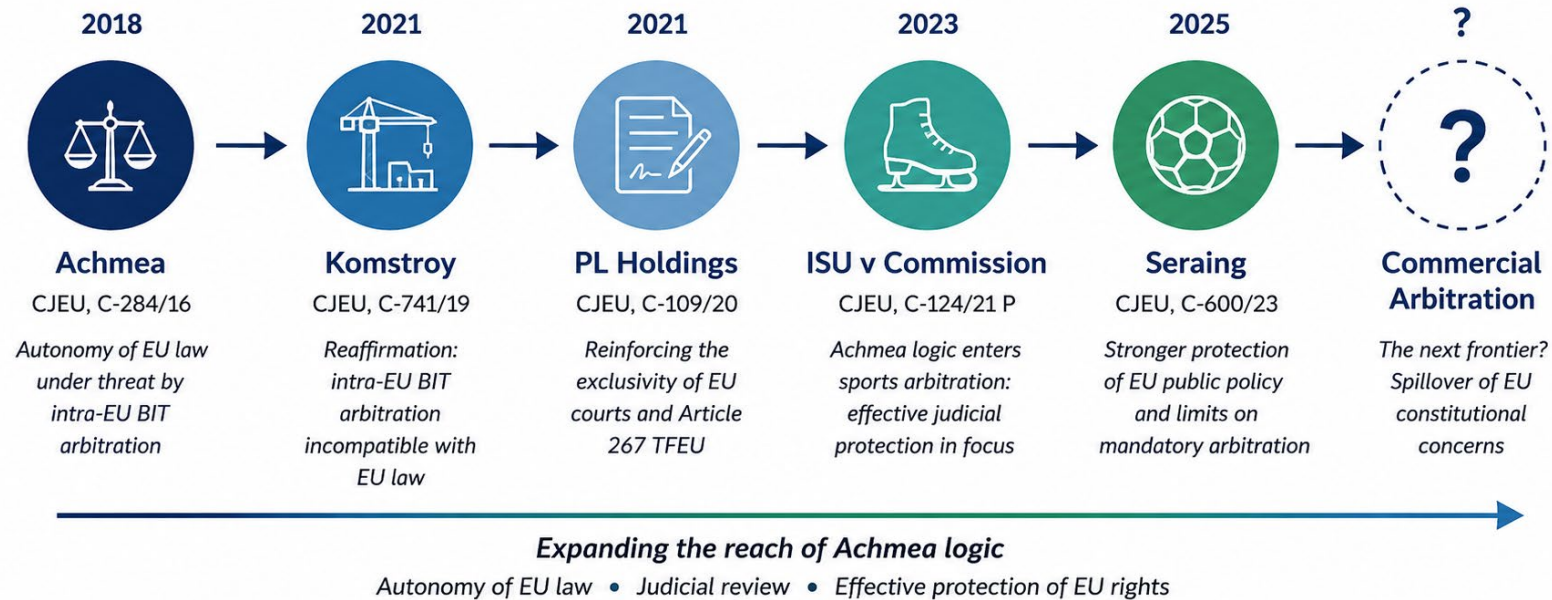 2018
2021
2021
2023
2025
?
?
Achmea
CJEU, C-284/16
Autonomy of EU law
under threat by
intra-EU BIT
arbitration
Komstroy
CJEU, C-741/19
Reaffirmation:
intra-EU BIT
arbitration
incompatible with
EU law
PL Holdings
CJEU, C-109/20
Reinforcing the
exclusivity of EU
courts and Article
267 TFEU
ISU v Commission
CJEU, C-124/21 P
Achmea logic enters
sports arbitration:
effective judicial
protection in focus
Seraing
CJEU, C-600/23
Stronger protection
of EU public policy
and limits on
mandatory arbitration
Commercial
Arbitration
The next frontier?
Spillover of EU
constitutional
concerns
Expanding the reach of Achmea logic
Autonomy of EU law • Judicial review • Effective protection of EU rights